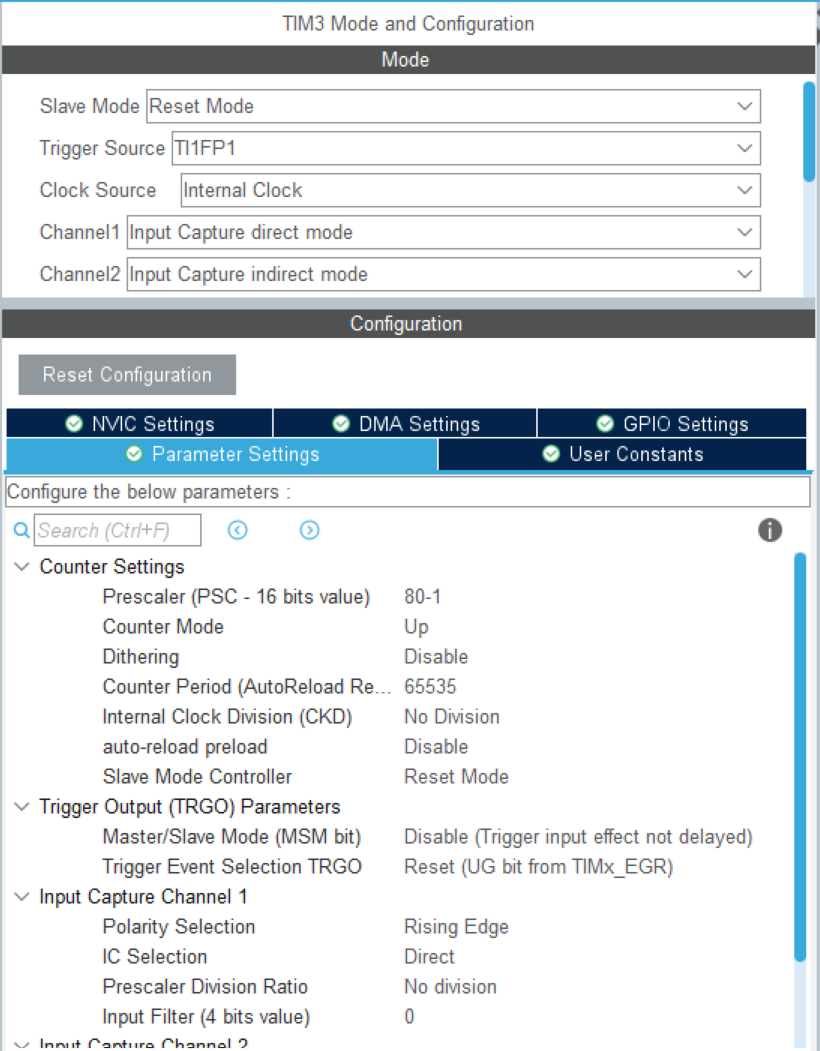 TIM3 Mode and Configuration
Mode
Slave Mode Reset Mode
Trigger Source TI1FP1
Clock Source Internal Clock
Channel1 Input Capture direct mode
Channel2 Input Capture indirect mode
Configuration
Reset Configuration
NVIC Settings DMA Settings GPIO Settings
Parameter Settings User Constants
Configure the below parameters :
Search (Ctrl+F)
Counter Settings
Prescaler (PSC - 16 bits value) 80-1
Counter Mode Up
Dithering Disable
Counter Period (AutoReload Re... 65535
Internal Clock Division (CKD) No Division
auto-reload preload Disable
Slave Mode Controller Reset Mode
Trigger Output (TRGO) Parameters
Master/Slave Mode (MSM bit) Disable (Trigger input effect not delayed)
Trigger Event Selection TRGO Reset (UG bit from TIMx_EGR)
Input Capture Channel 1
Polarity Selection Rising Edge
IC Selection Direct
Prescaler Division Ratio No division
Input Filter (4 bits value) 0
Input Capture Channel 2